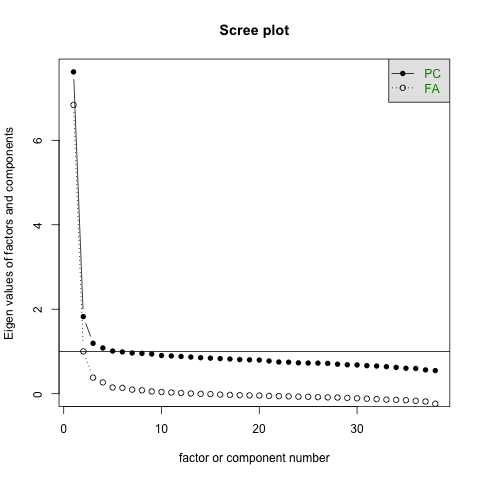 Scree plot
PC
FA
Eigen values of factors and components
6
4
2
0
0
10
20
30
factor or component number